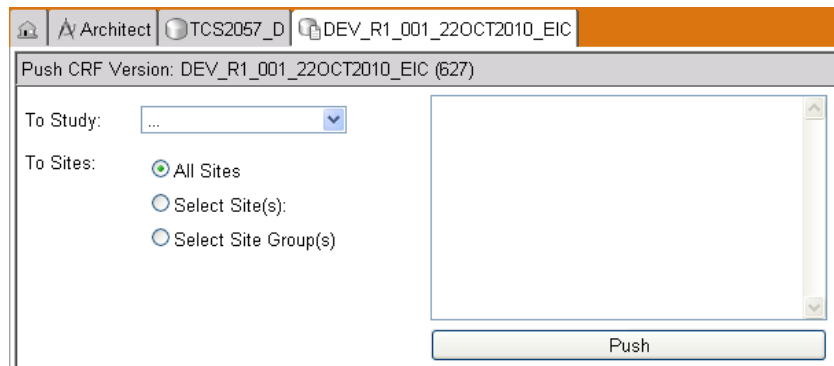 Architect TCS2057_D DEV_R1_001_22OCT2010_EIC
Push CRF Version: DEV_R1_001_22OCT2010_EIC (627)
To Study: ...
To Sites: All Sites
Select Site(s):
Select Site Group(s)
Push